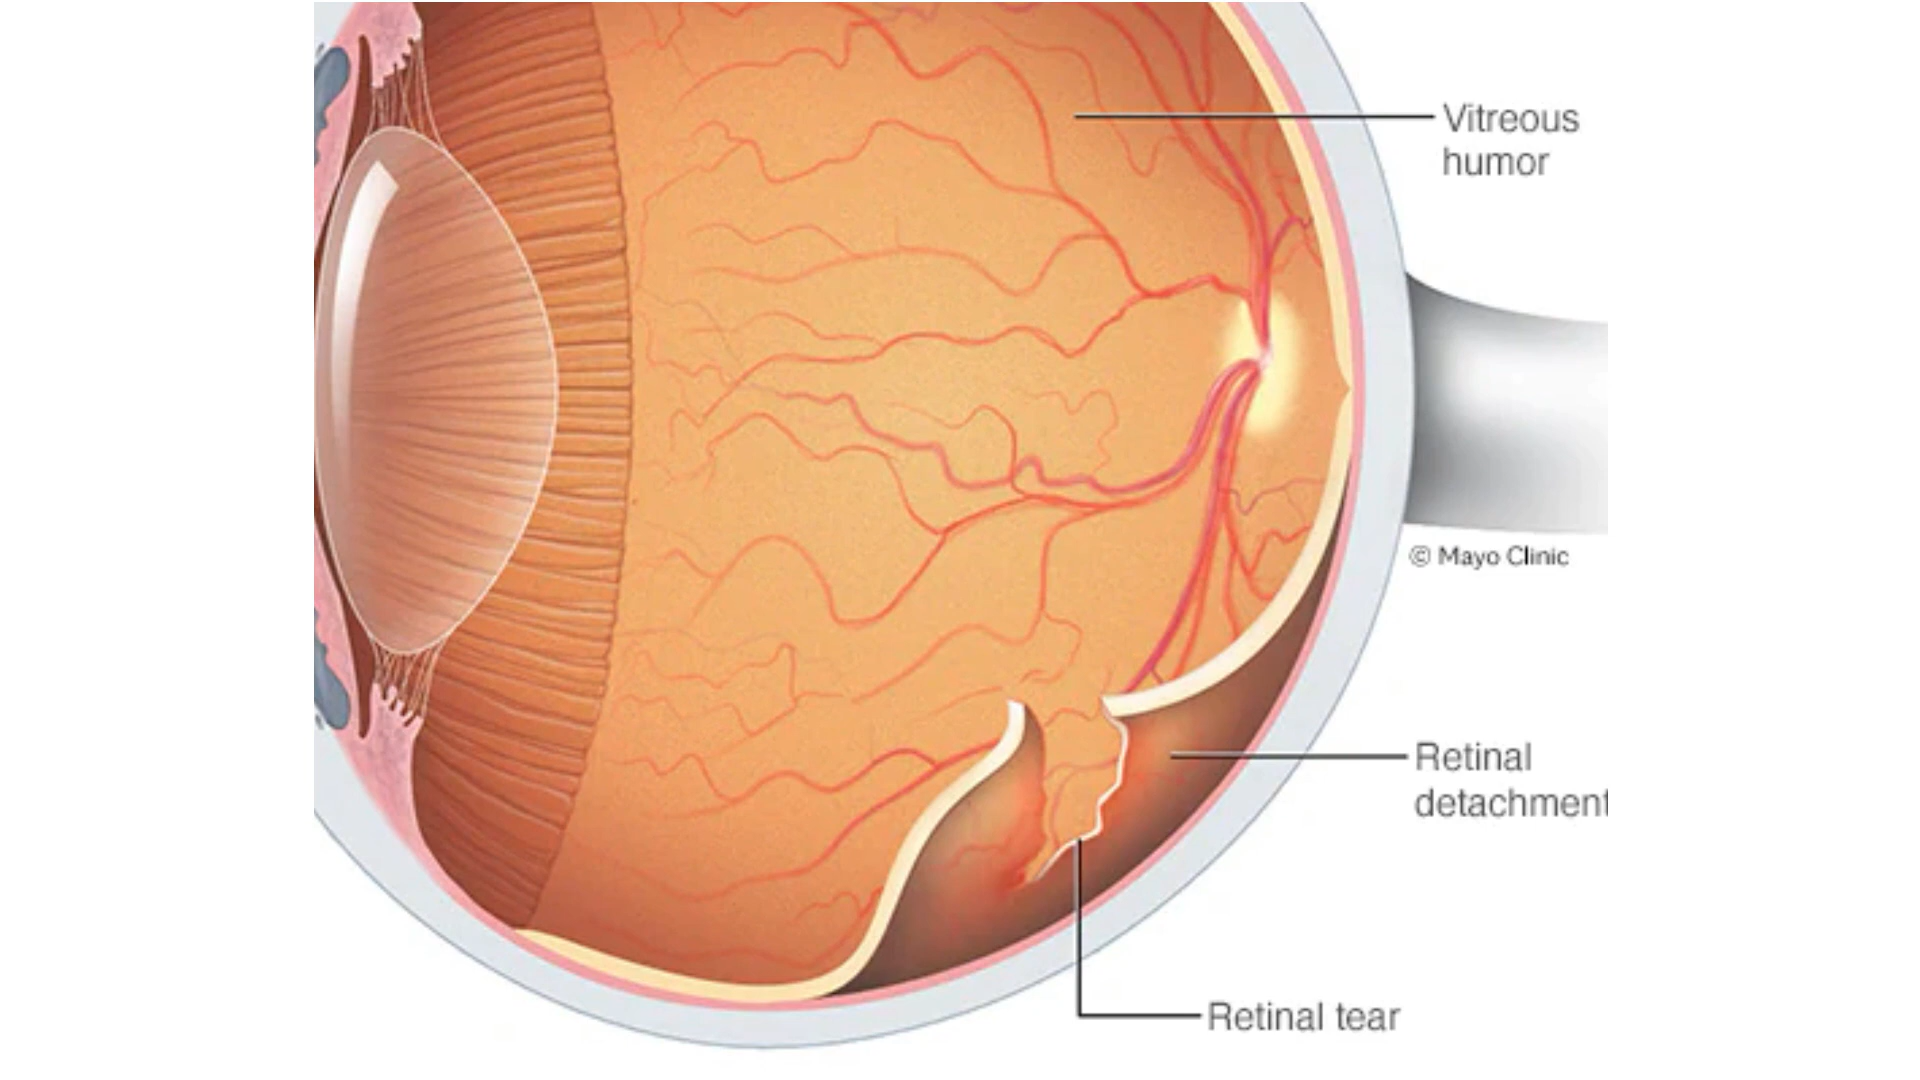 Vitreous
humor
© Mayo Clinic
Retinal
detachment
Retinal tear